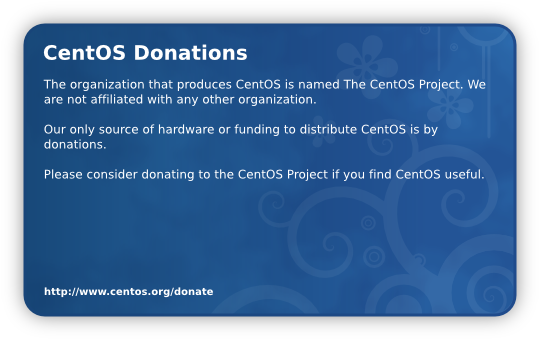 CentOS Donations
The organization that produces CentOS is named The CentOS Project. We
are not affiliated with any other organization.
Our only source of hardware or funding to distribute CentOS is by
donations.
Please consider donating to the CentOS Project if you find CentOS useful.
http://www.centos.org/donate